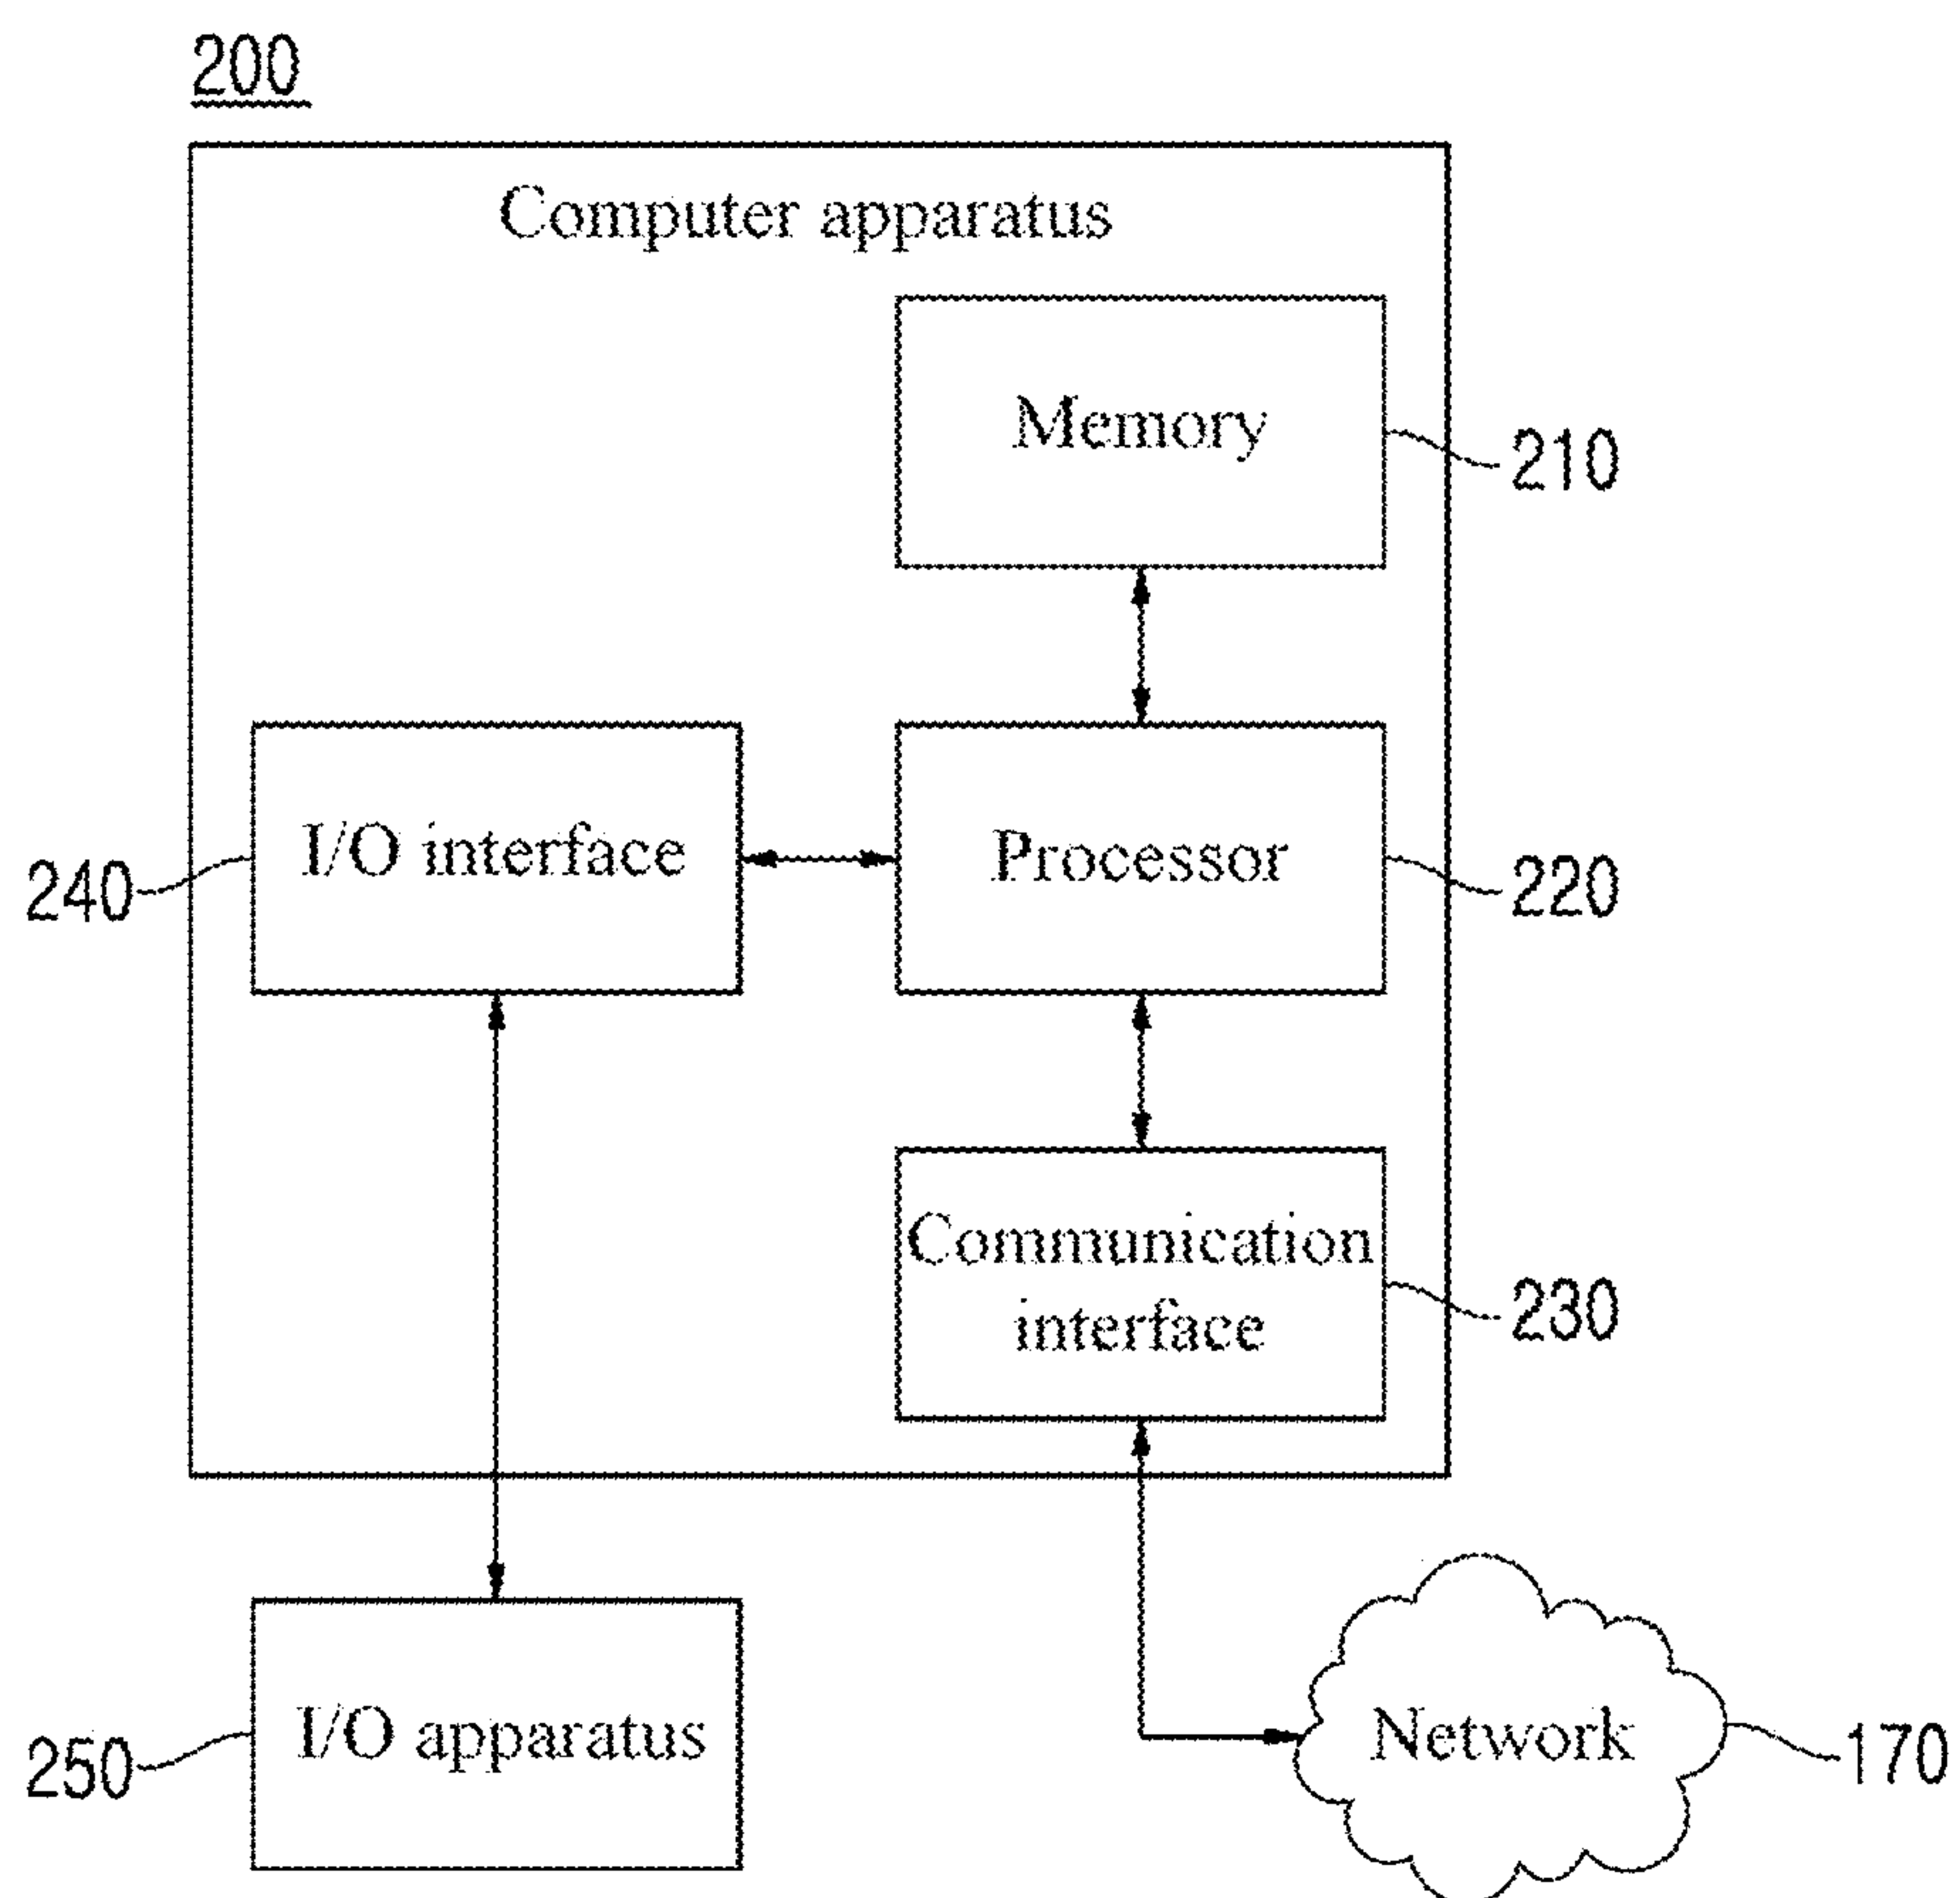 200
Computer apparatus
Memory
210
I/O interface
Processor
240
220
Communication
interface
230
I/O apparatus
250
Network
170